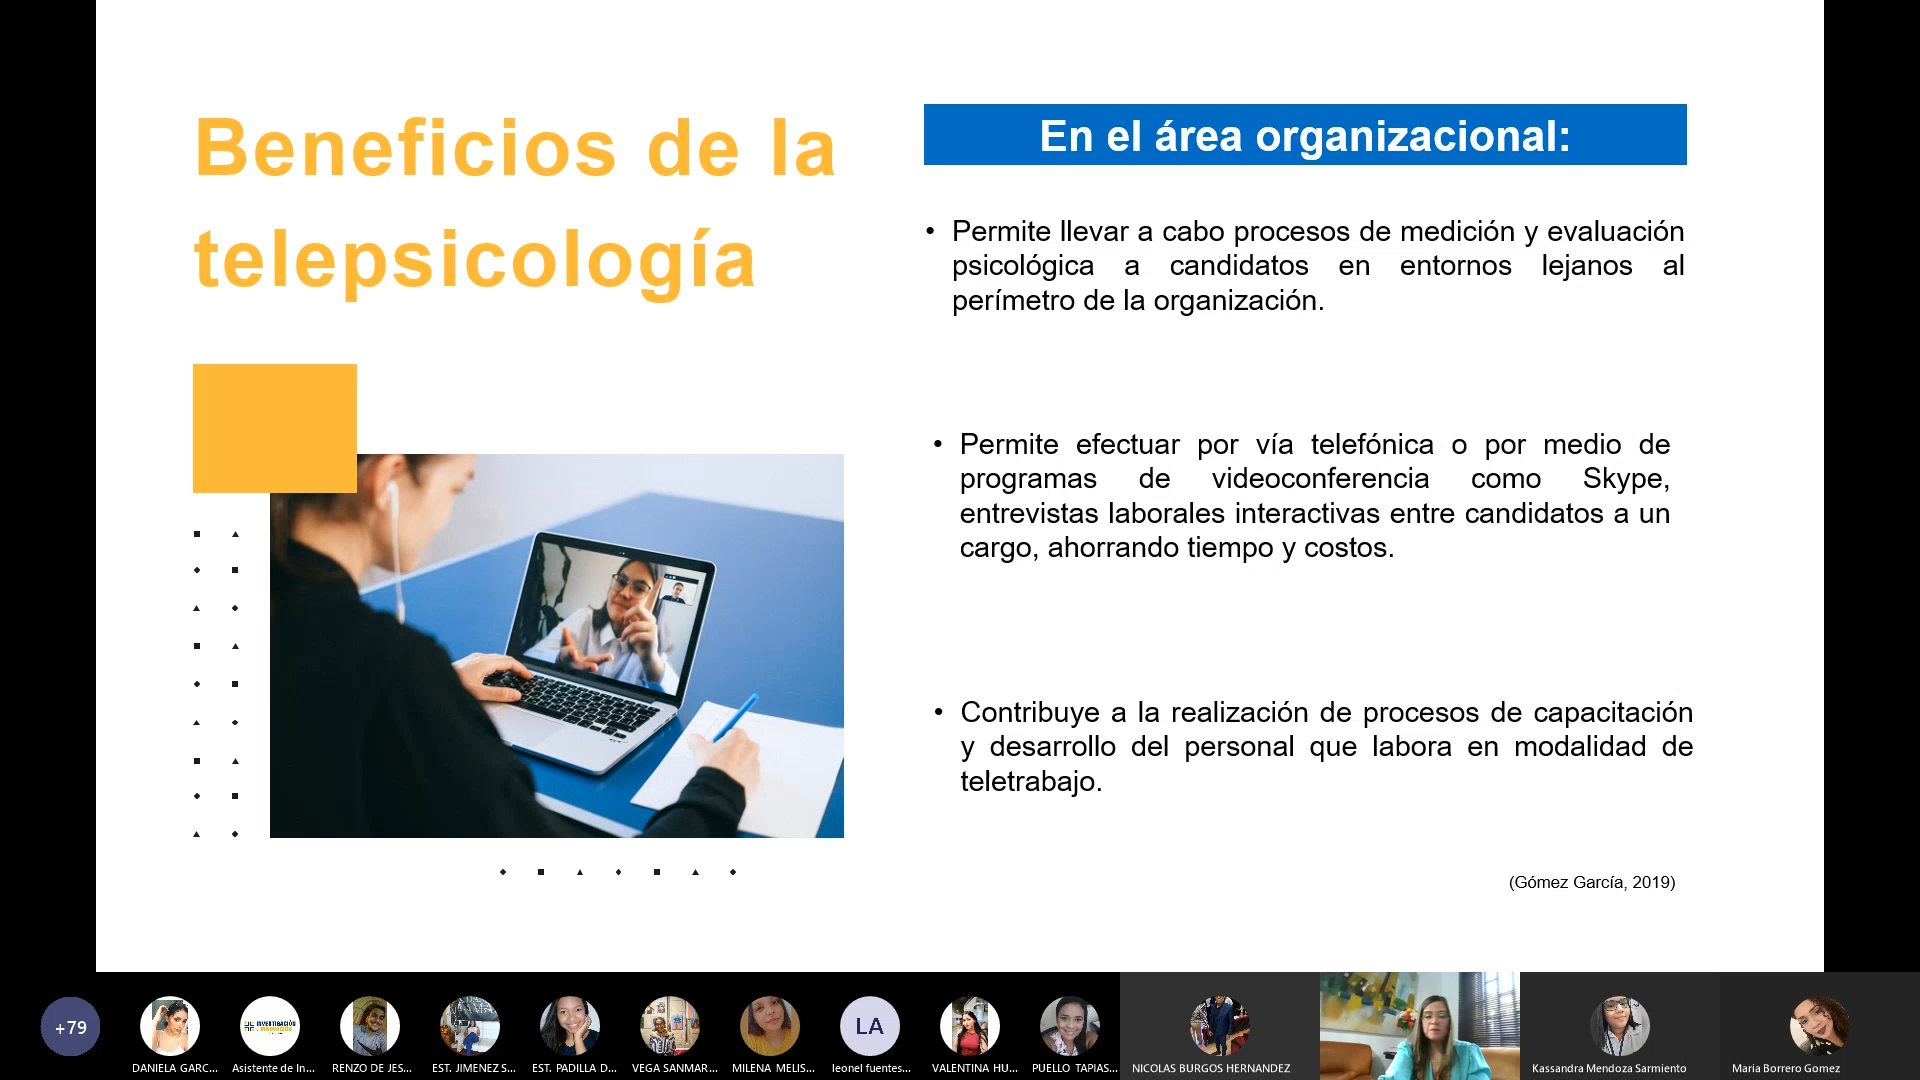 Beneficios de la
telepsicología
En el área organizacional:
• Permite llevar a cabo procesos de medición y evaluación
psicológica a candidatos en entornos lejanos al
perímetro de la organización.
• Permite efectuar por vía telefónica o por medio de
programas de videoconferencia como Skype,
entrevistas laborales interactivas entre candidatos a un
cargo, ahorrando tiempo y costos.
• Contribuye a la realización de procesos de capacitación
y desarrollo del personal que labora en modalidad de
teletrabajo.
(Gómez García, 2019)
+79
INVESTIGACIÓN
LA
DANIELA GARC...
Asistente de In...
RENZO DE JES...
EST. JIMENEZ S...
EST. PADILLA D...
VEGA SANMAR...
MILENA MELIS...
leonel fuentes...
VALENTINA HU...
PUELLO TAPIAS...
NICOLAS BURGOS HERNANDEZ
Kassandra Mendoza Sarmiento
Maria Borrero Gomez